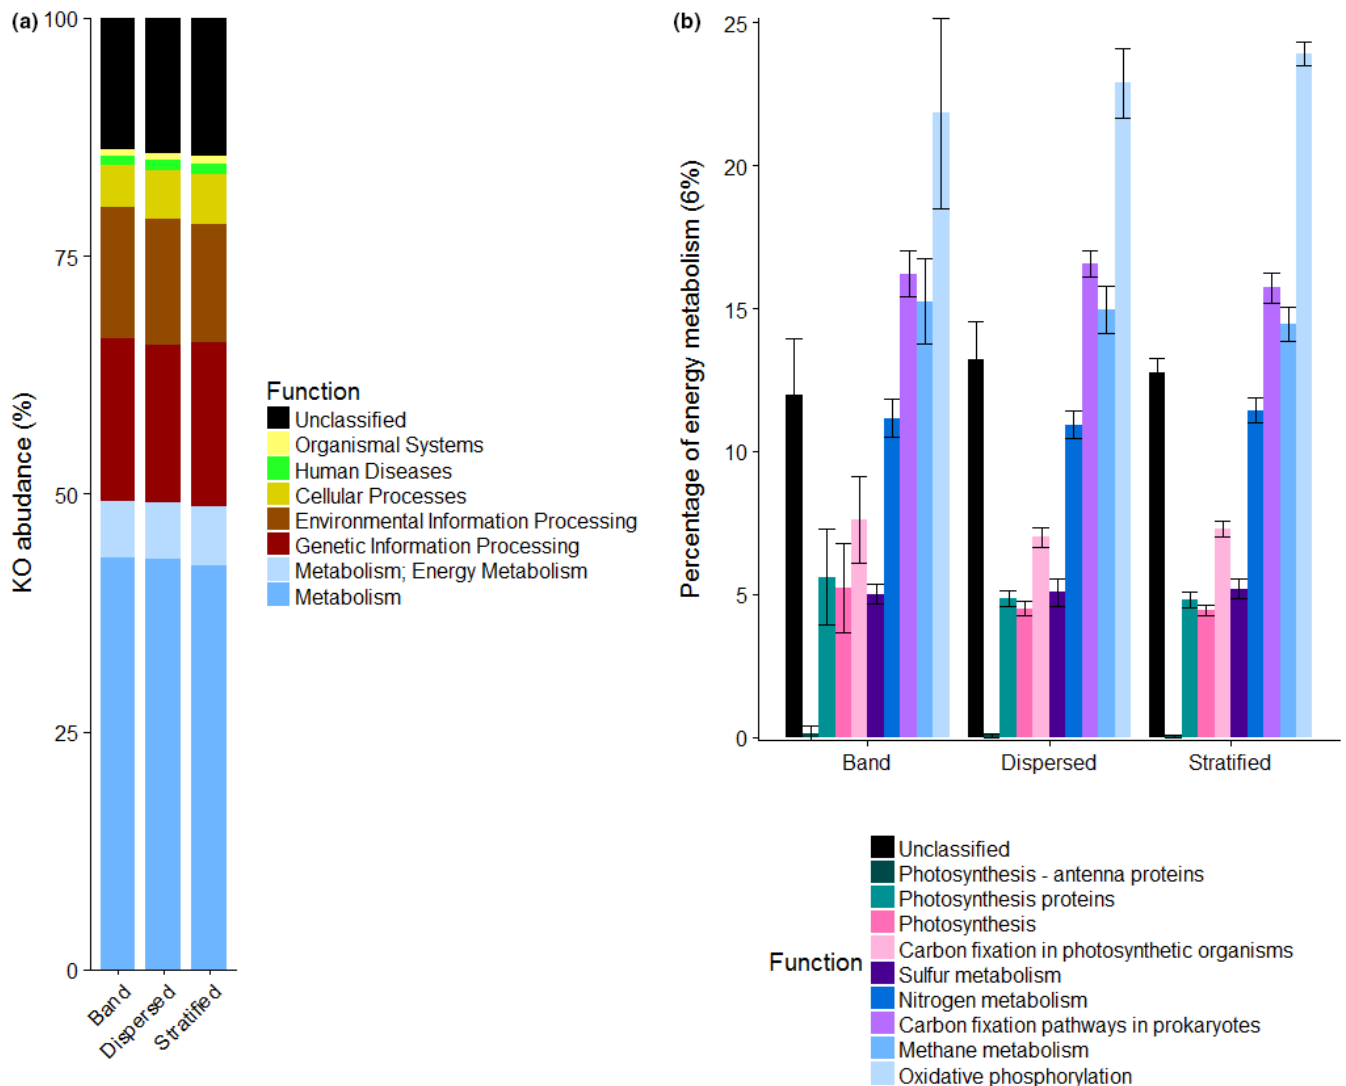 (a)
KO abudance (%)
100
75
50
25
0
Band
Dispersed
Stratified
Function
Unclassified
Organismal Systems
Human Diseases
Cellular Processes
Environmental Information Processing
Genetic Information Processing
Metabolism; Energy Metabolism
Metabolism
(b)
Percentage of energy metabolism (6%)
25
20
15
10
5
0
Band
Dispersed
Stratified
Function
Unclassified
Photosynthesis - antenna proteins
Photosynthesis proteins
Photosynthesis
Carbon fixation in photosynthetic organisms
Sulfur metabolism
Nitrogen metabolism
Carbon fixation pathways in prokaryotes
Methane metabolism
Oxidative phosphorylation